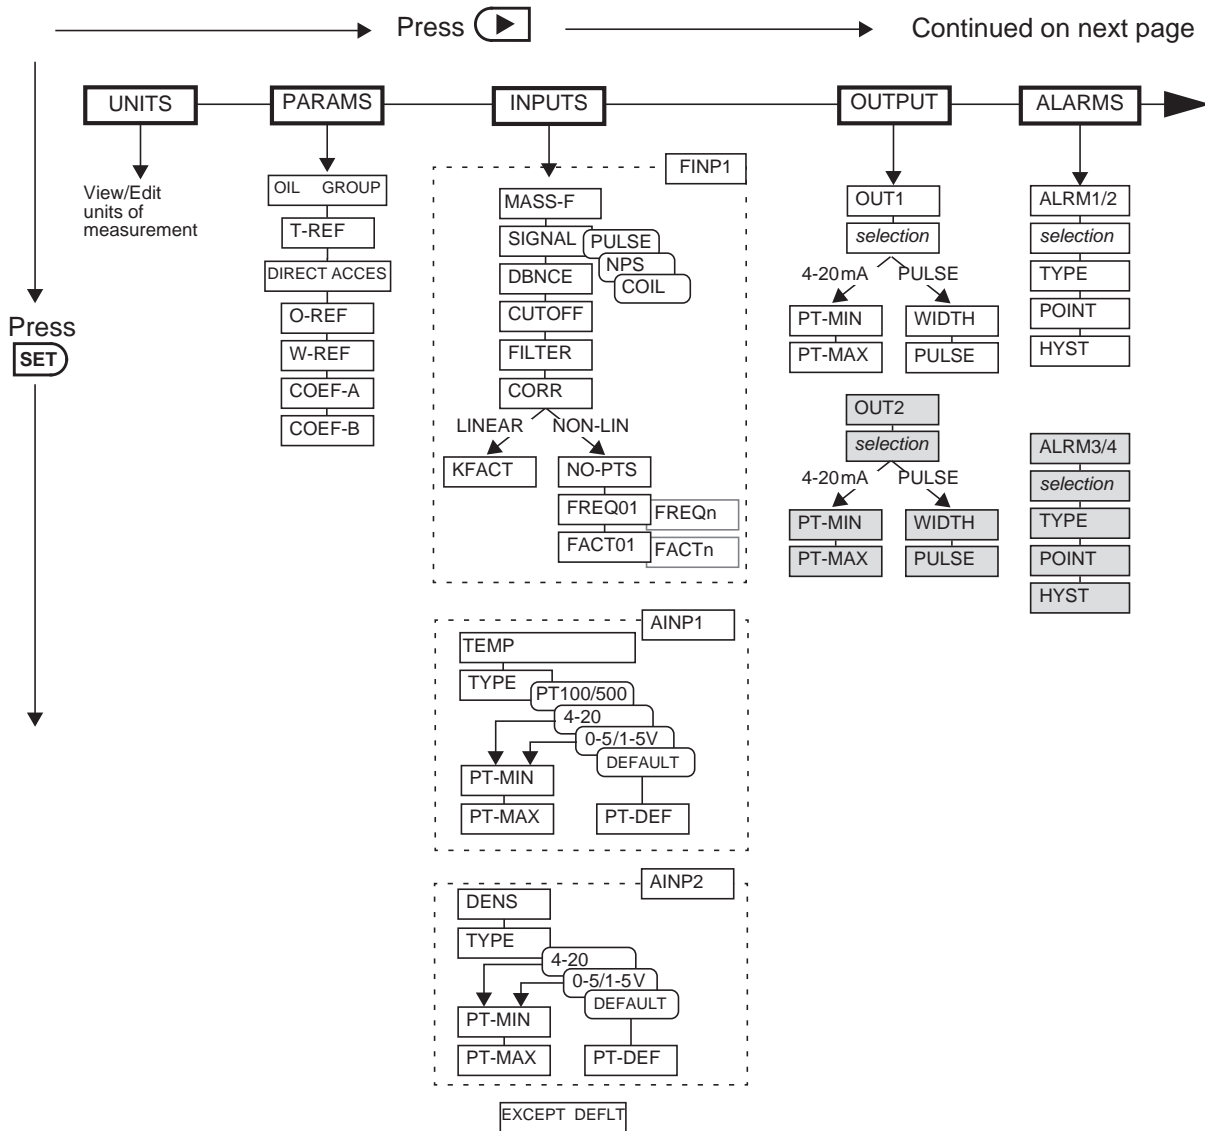 Press
Continued on next page
UNITS
PARAMS
INPUTS
OUTPUT
ALARMS
Press
SET
View/Edit
units of
measurement
OIL GROUP
T-REF
DIRECT ACCES
O-REF
W-REF
COEF-A
COEF-B
FINP1
MASS-F
SIGNAL
PULSE
NPS
COIL
DBNCE
CUTOFF
FILTER
CORR
LINEAR
NON-LIN
KFACT
NO-PTS
FREQ01
FREQn
FACT01
FACTn
AINP1
TEMP
TYPE
PT100/500
4-20
0-5/1-5V
DEFAULT
PT-MIN
PT-MAX
PT-DEF
AINP2
DENS
TYPE
4-20
0-5/1-5V
DEFAULT
PT-MIN
PT-MAX
PT-DEF
EXCEPT DEFLT
OUT1
selection
4-20mA
PULSE
PT-MIN
WIDTH
PT-MAX
PULSE
OUT2
selection
4-20mA
PULSE
PT-MIN
WIDTH
PT-MAX
PULSE
ALRM1/2
selection
TYPE
POINT
HYST
ALRM3/4
selection
TYPE
POINT
HYST